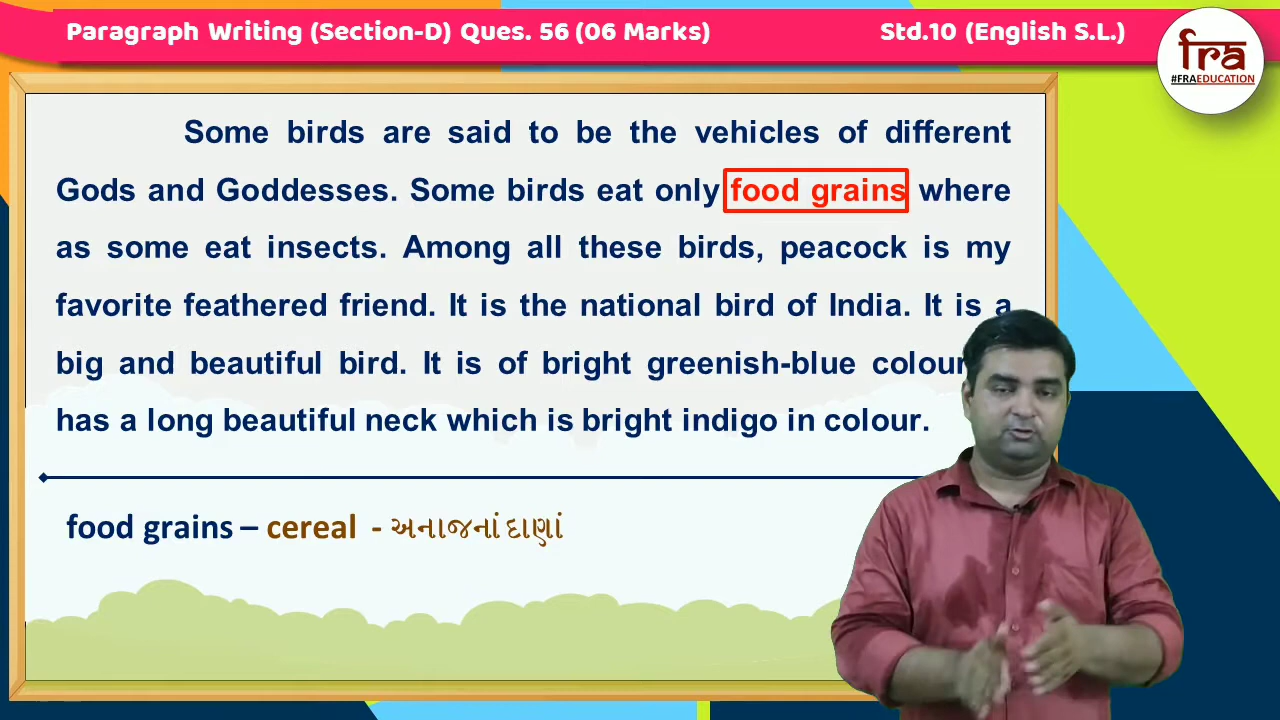 Paragraph Writing (Section-D) Ques. 56 (06 Marks)
Std.10 (English S.L.)
fra
#FRAEDUCATION
Some birds are said to be the vehicles of different
Gods and Goddesses. Some birds eat only food grains where
as some eat insects. Among all these birds, peacock is my
favorite feathered friend. It is the national bird of India. It is a
big and beautiful bird. It is of bright greenish-blue colour
has a long beautiful neck which is bright indigo in colour.
food grains – cereal - અનાજનાં દાણાં